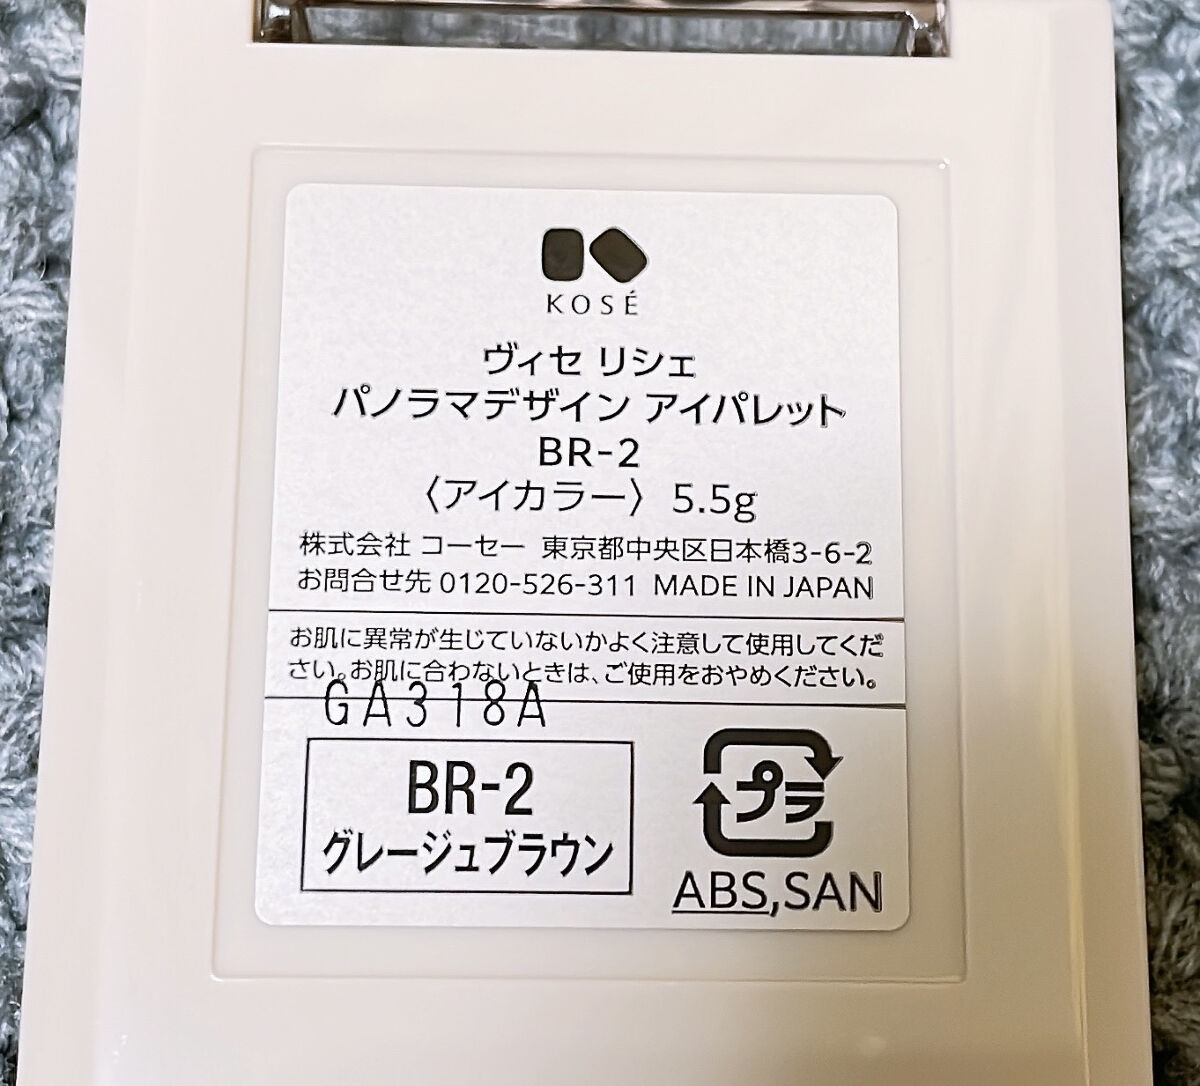 KOSÉ
ヴィセ リシェ
パノラマデザイン アイパレット
BR-2
〈アイカラー〉 5.5g
株式会社 コーセー 東京都中央区日本橋3-6-2
お問合せ先 0120-526-311 MADE IN JAPAN
お肌に異常が生じていないかよく注意して使用してくだ
さい。お肌に合わないときは、ご使用をおやめください。
GA318A
BR-2
グレージュブラウン
プラ
ABS,SAN